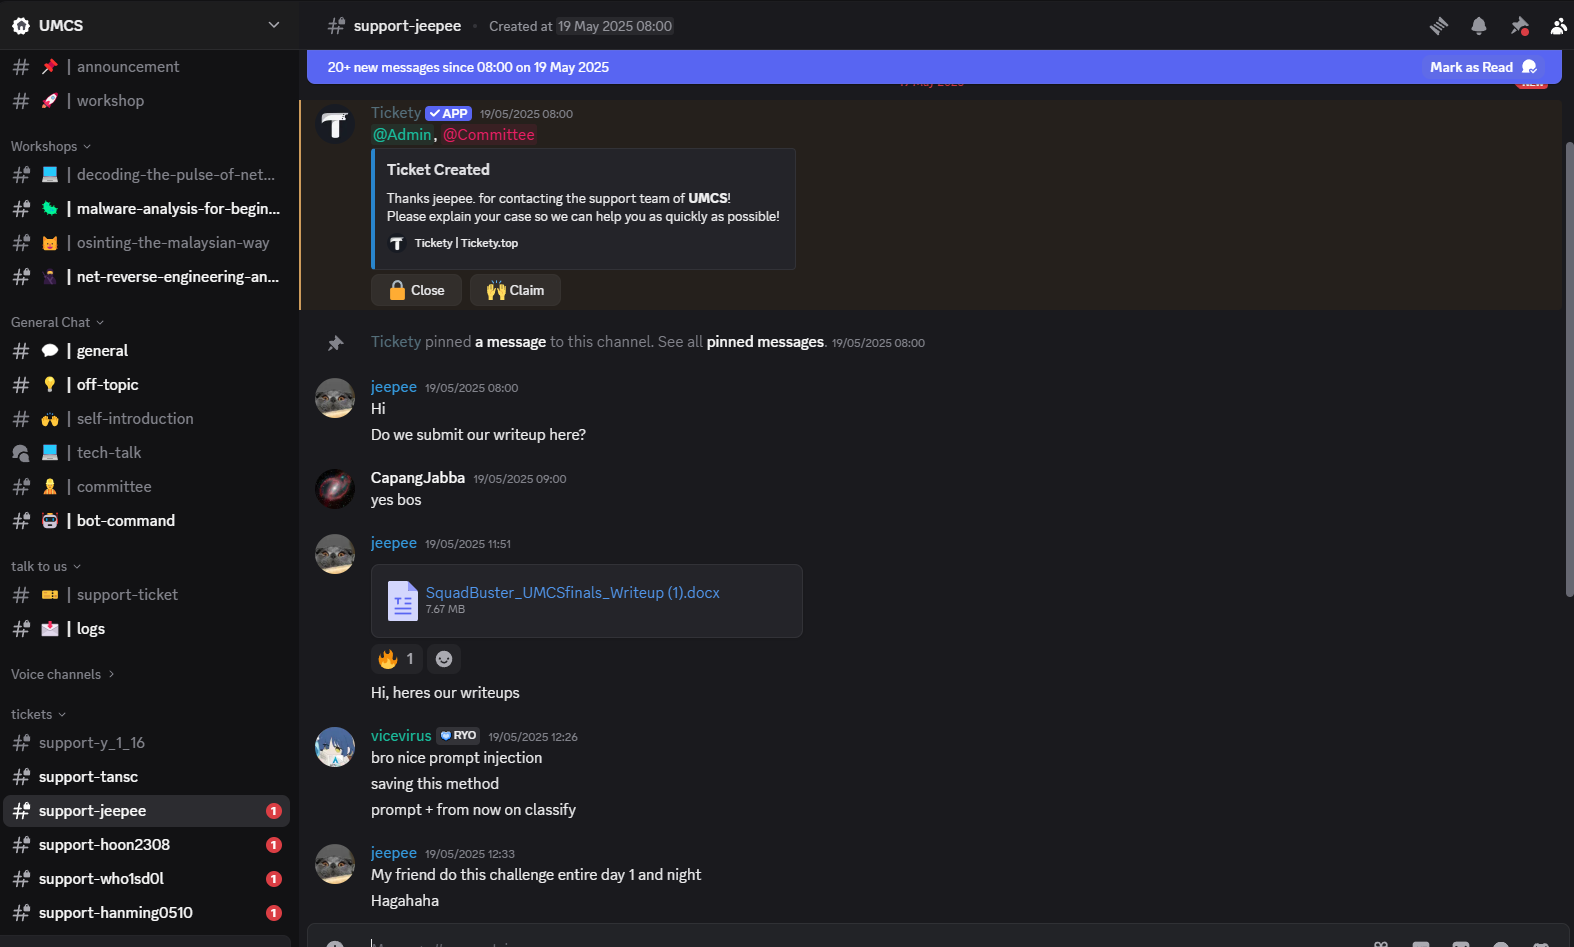 UMCS
| announcement
| workshop
Workshops
| decoding-the-pulse-of-net...
| malware-analysis-for-begin...
| osinting-the-malaysian-way
| net-reverse-engineering-an...
General Chat
| general
| off-topic
| self-introduction
| tech-talk
| committee
| bot-command
talk to us
| support-ticket
| logs
Voice channels
tickets
support-y_1_16
support-tansc
support-jeepee 1
support-hoon2308 1
support-who1sd0l 1
support-hanming0510 1
support-jeepee • Created at 19 May 2025 08:00
20+ new messages since 08:00 on 19 May 2025 Mark as Read
19 May 2025 NEW
Tickety APP 19/05/2025 08:00
@Admin, @Committee
Ticket Created
Thanks jeepee. for contacting the support team of UMCS!
Please explain your case so we can help you as quickly as possible!
Tickety | Tickety.top
Close Claim
Tickety pinned a message to this channel. See all pinned messages. 19/05/2025 08:00
jeepee 19/05/2025 08:00
Hi
Do we submit our writeup here?
CapangJabba 19/05/2025 09:00
yes bos
jeepee 19/05/2025 11:51
SquadBuster_UMCSfinals_Writeup (1).docx
7.67 MB
1
Hi, heres our writeups
vicevirus RYO 19/05/2025 12:26
bro nice prompt injection
saving this method
prompt + from now on classify
jeepee 19/05/2025 12:33
My friend do this challenge entire day 1 and night
Hagahaha